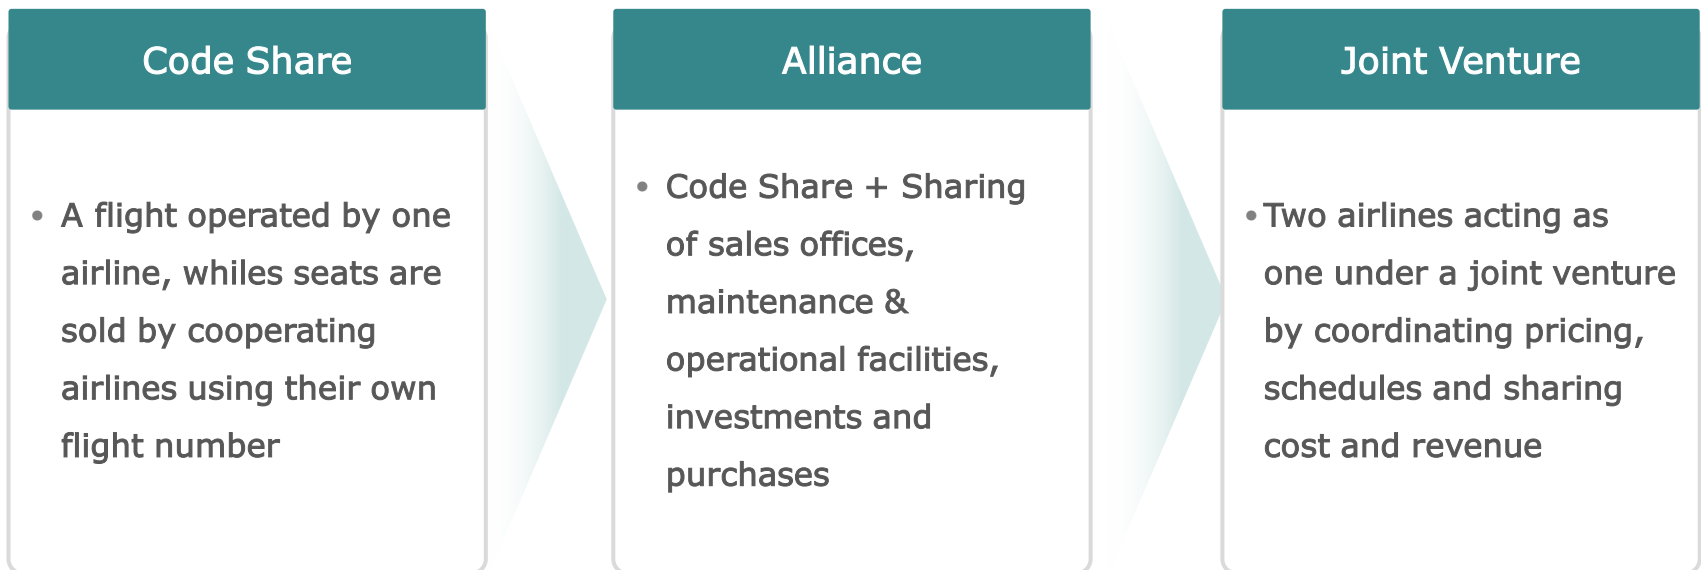 Code Share
• A flight operated by one
airline, whiles seats are
sold by cooperating
airlines using their own
flight number
Alliance
• Code Share + Sharing
of sales offices,
maintenance &
operational facilities,
investments and
purchases
Joint Venture
• Two airlines acting as
one under a joint venture
by coordinating pricing,
schedules and sharing
cost and revenue